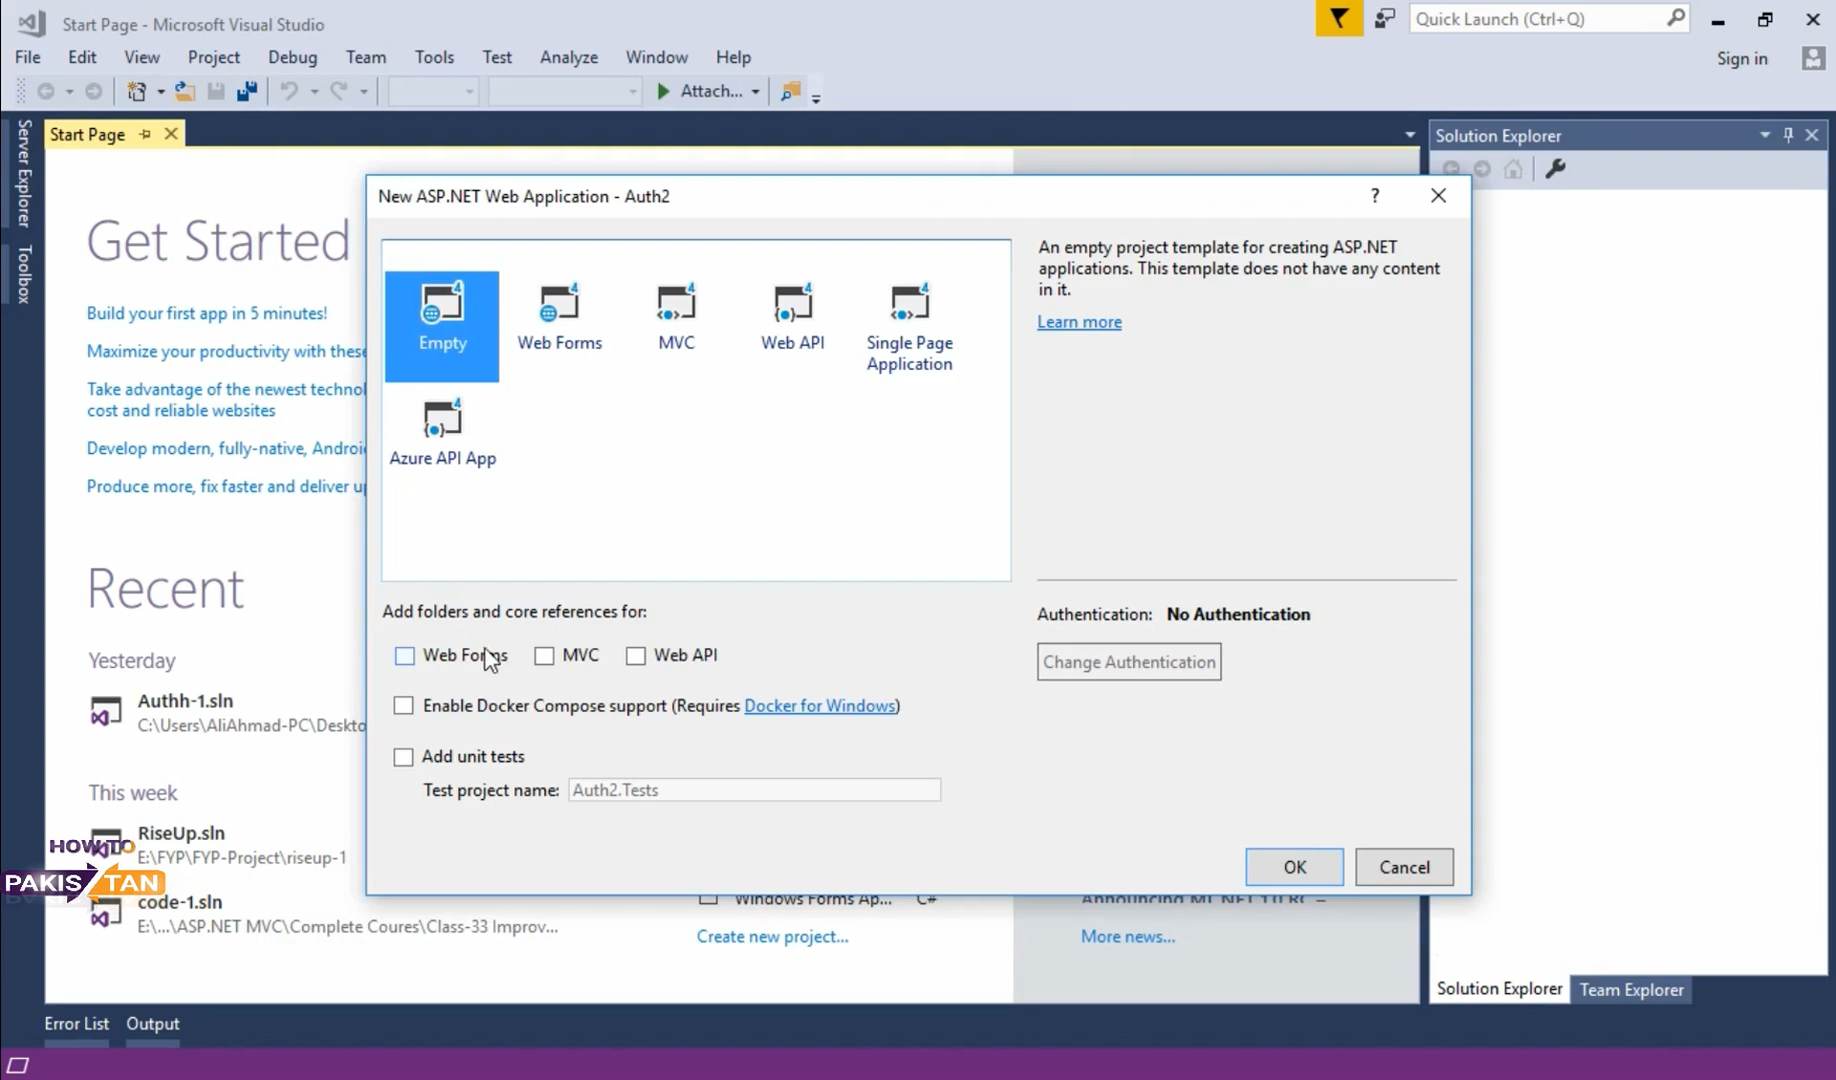 Start Page - Microsoft Visual Studio
Quick Launch (Ctrl+Q)
File Edit View Project Debug Team Tools Test Analyze Window Help
Sign in
Attach...
Server Explorer
Toolbox
Start Page
Solution Explorer
Get Started
Build your first app in 5 minutes!
Maximize your productivity with these
Take advantage of the newest technol
cost and reliable websites
Develop modern, fully-native, Androi
Produce more, fix faster and deliver u
Recent
Yesterday
Authh-1.sln
C:\Users\AliAhmad-PC\Deskto
This week
RiseUp.sln
E:\FYP\FYP-Project\riseup-1
HOW TO
PAKISTAN
code-1.sln
E:\...\ASP.NET MVC\Complete Coures\Class-33 Improv...
New ASP.NET Web Application - Auth2
?
Empty
Web Forms
MVC
Web API
Single Page
Application
Azure API App
An empty project template for creating ASP.NET
applications. This template does not have any content
in it.
Learn more
Add folders and core references for:
Web Forms MVC Web API
Enable Docker Compose support (Requires Docker for Windows)
Add unit tests
Test project name: Auth2.Tests
Authentication: No Authentication
Change Authentication
OK
Cancel
Windows Forms Ap... C#
Create new project...
Announcing ML.NET 1.0 RC –
More news...
Solution Explorer
Team Explorer
Error List
Output